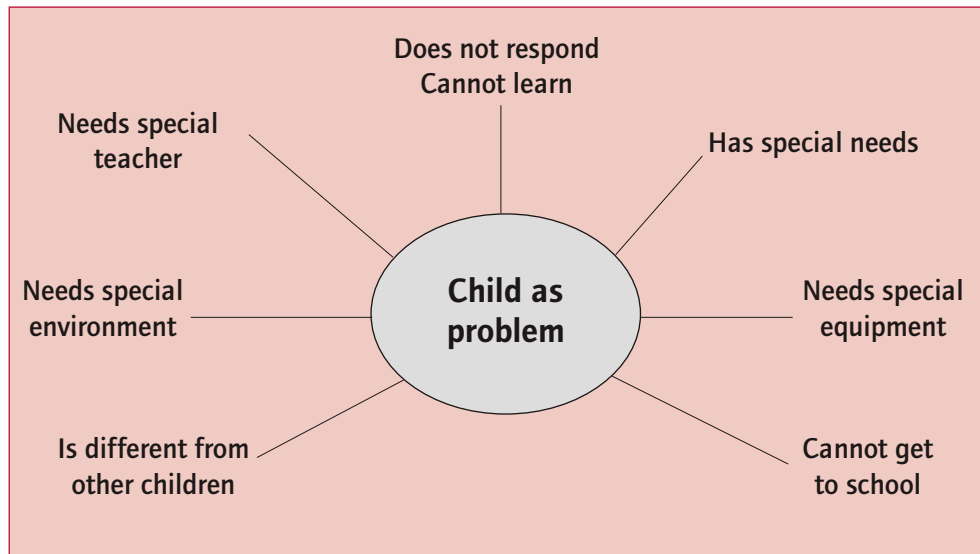 Does not respond
Cannot learn
Needs special
teacher
Has special needs
Needs special
environment
Child as
problem
Needs special
equipment
Is different from
other children
Cannot get
to school